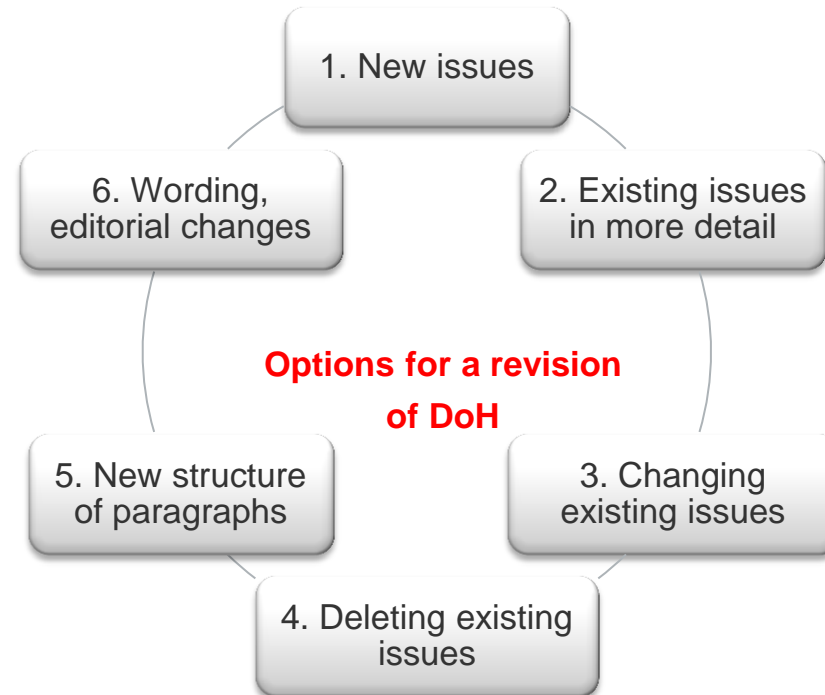 1. New issues
2. Existing issues
in more detail
3. Changing
existing issues
4. Deleting existing
issues
5. New structure
of paragraphs
6. Wording,
editorial changes
Options for a revision
of DoH